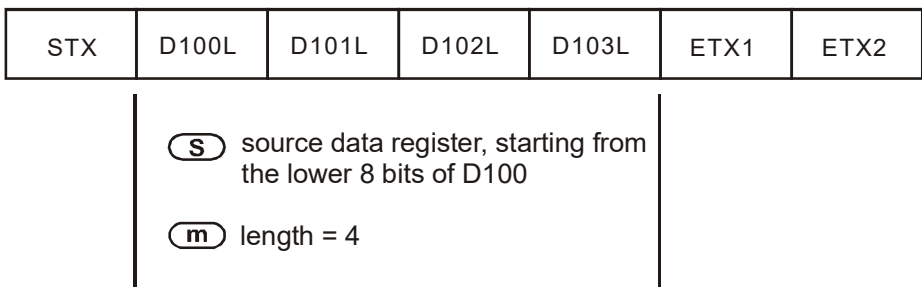 STX D100L D101L D102L D103L ETX1 ETX2
S source data register, starting from
the lower 8 bits of D100
m length = 4